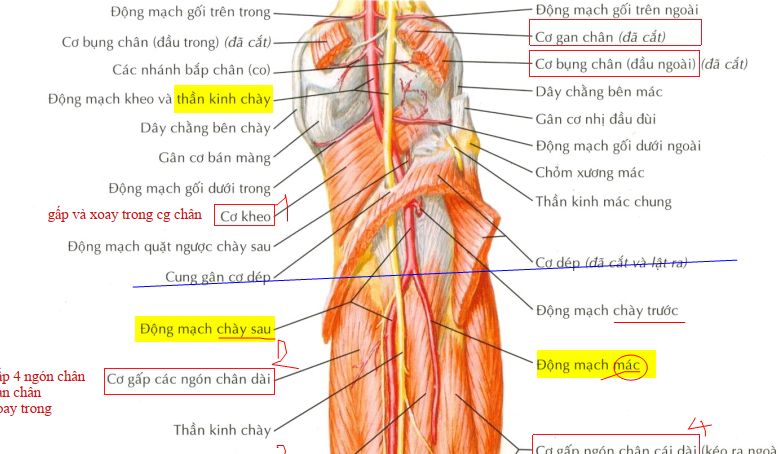 Động mạch gối trên trong
Cơ bụng chân (đầu trong) (đã cắt)
Các nhánh bắp chân (co)
Động mạch kheo và thần kinh chày
Dây chằng bên chày
Gân cơ bán màng
Động mạch gối dưới trong
gấp và xoay trong cg chân
Cơ kheo
1
Động mạch quặt ngược chày sau
Cung gân cơ dép
Động mạch chày sau
2
Cơ gấp các ngón chân dài
ấp 4 ngón chân
àn chân
oay trong
Thần kinh chày
Động mạch gối trên ngoài
Cơ gan chân (đã cắt)
Cơ bụng chân (đầu ngoài) (đã cắt)
Dây chằng bên mác
Gân cơ nhị đầu dùi
Động mạch gối dưới ngoài
Chỏm xương mác
Thần kinh mác chung
Cơ dép (đã cắt và lật ra)
Động mạch chày trước
Động mạch mác
4
Cơ gấp ngón chân cái dài (kéo ra ngoà